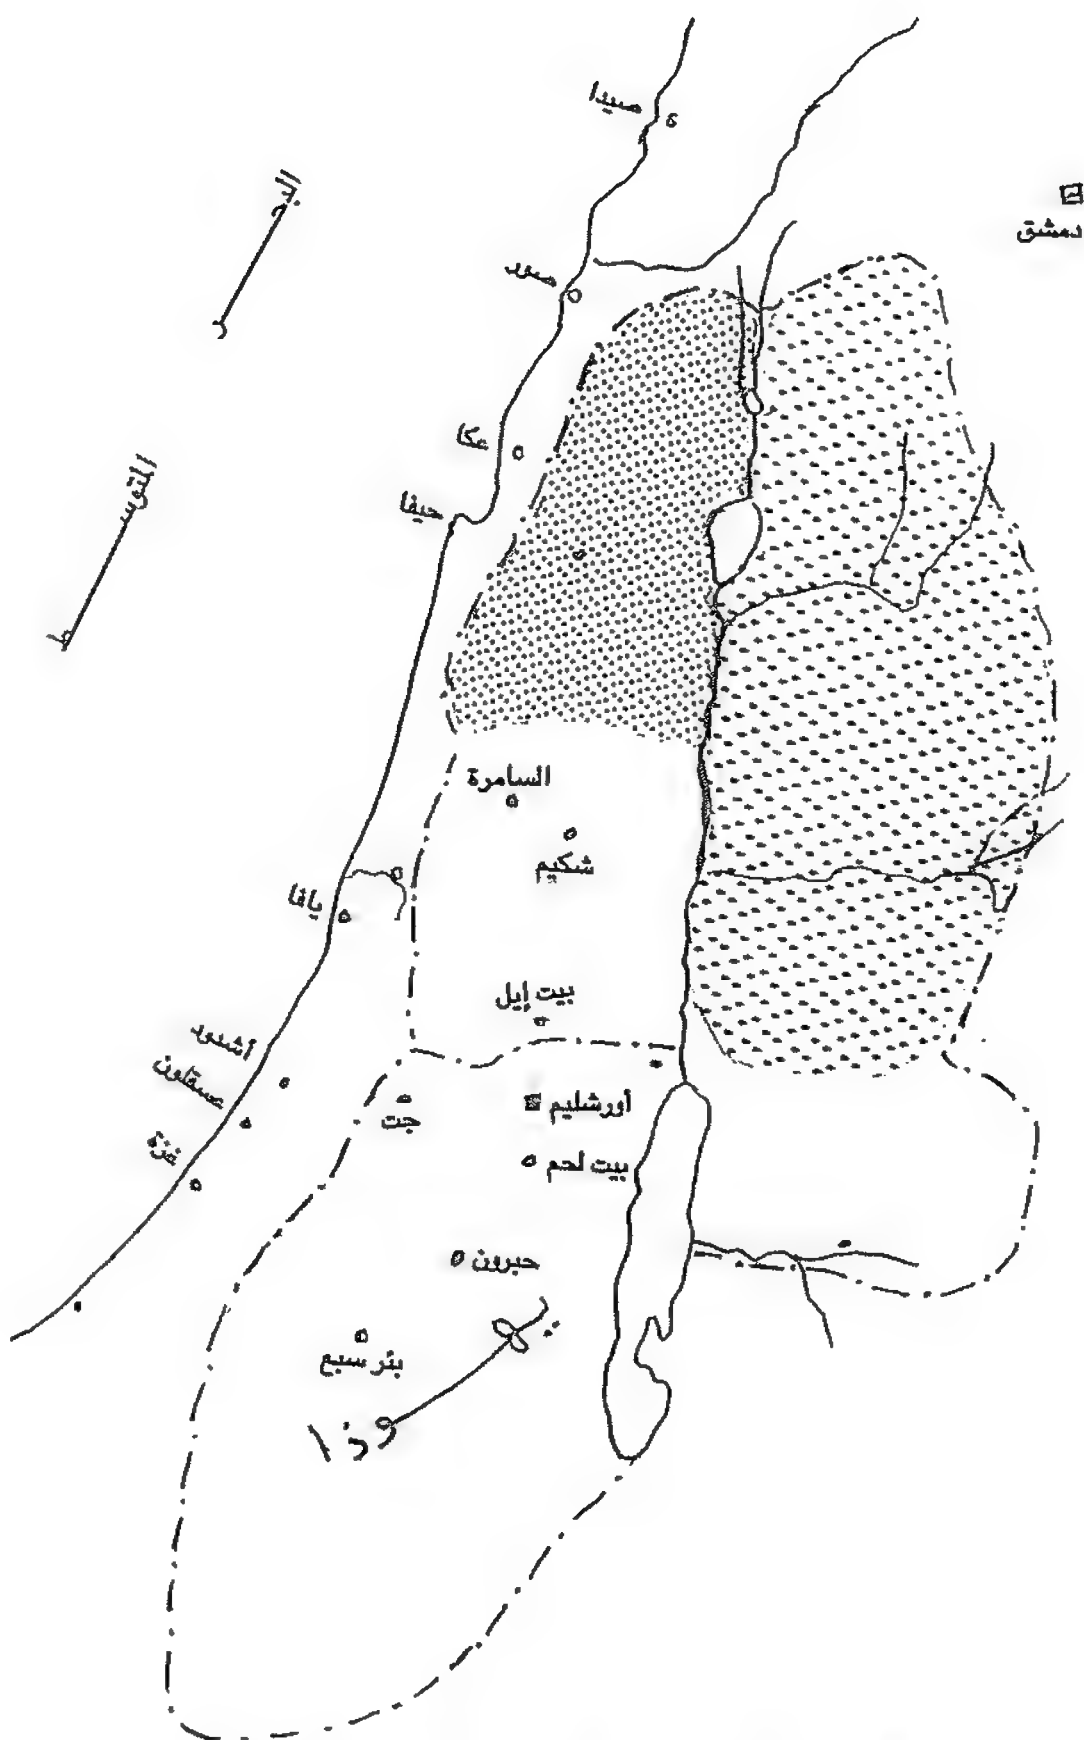 صيدا
دمشق
البحر
صور
عكا
حيفا
المتوسط
السامرة
شكيم
يافا
بيت إيل
أشدود
عسقلون
غزة
جت
أورشليم
بيت لحم
حبرون
بئر سبع
يهوذا